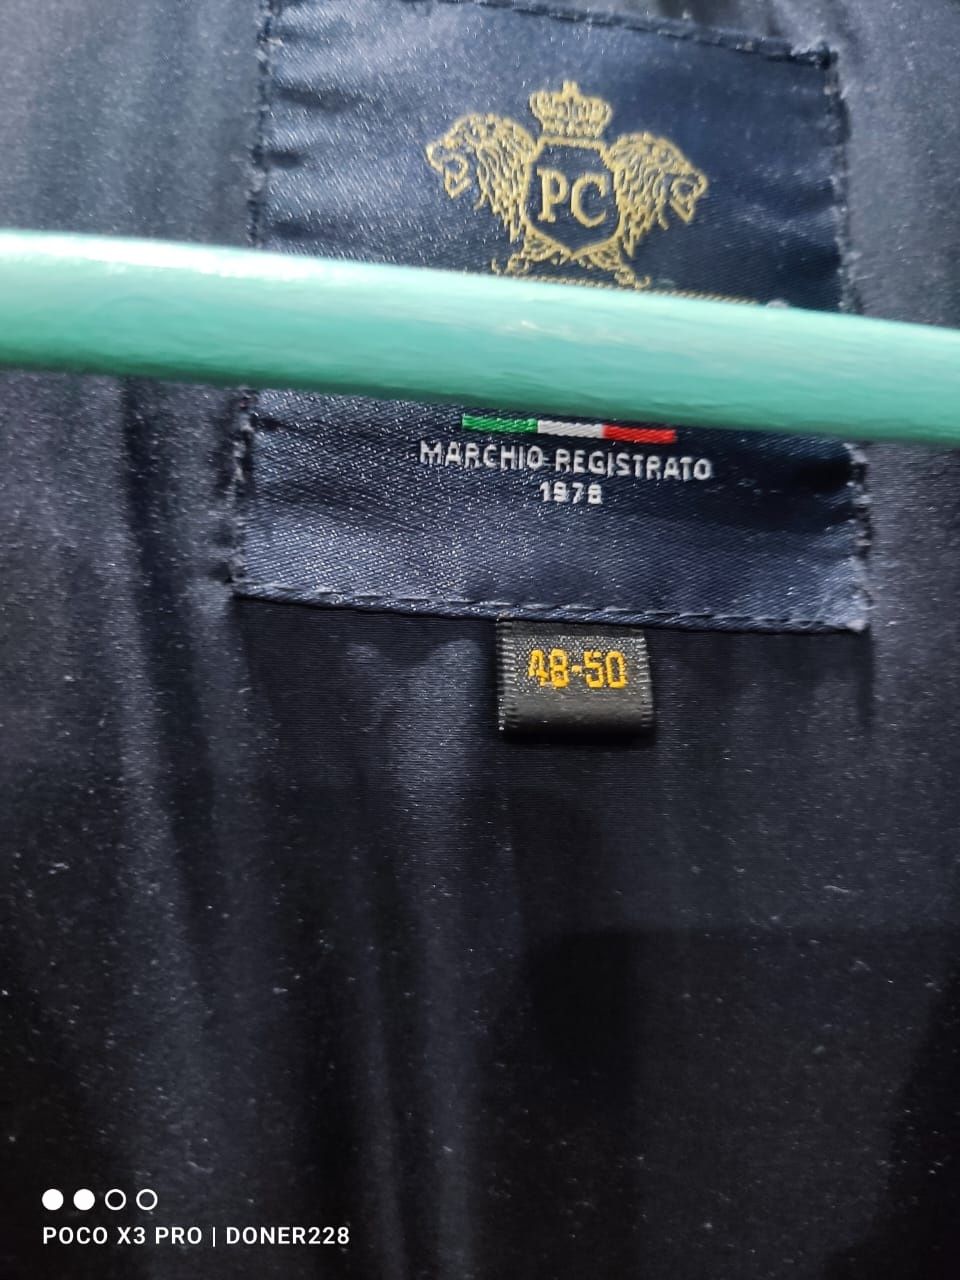 PC
MARCHIO REGISTRATO
1978
48-50
POCO X3 PRO | DONER228